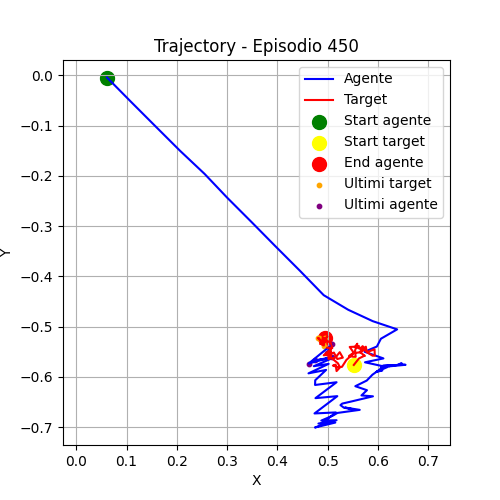 Trajectory - Episodio 450
Agente
Target
Start agente
Start target
End agente
Ultimi target
Ultimi agente
0.0
−0.1
−0.2
−0.3
−0.4
−0.5
−0.6
−0.7
Y
0.0 0.1 0.2 0.3 0.4 0.5 0.6 0.7
X